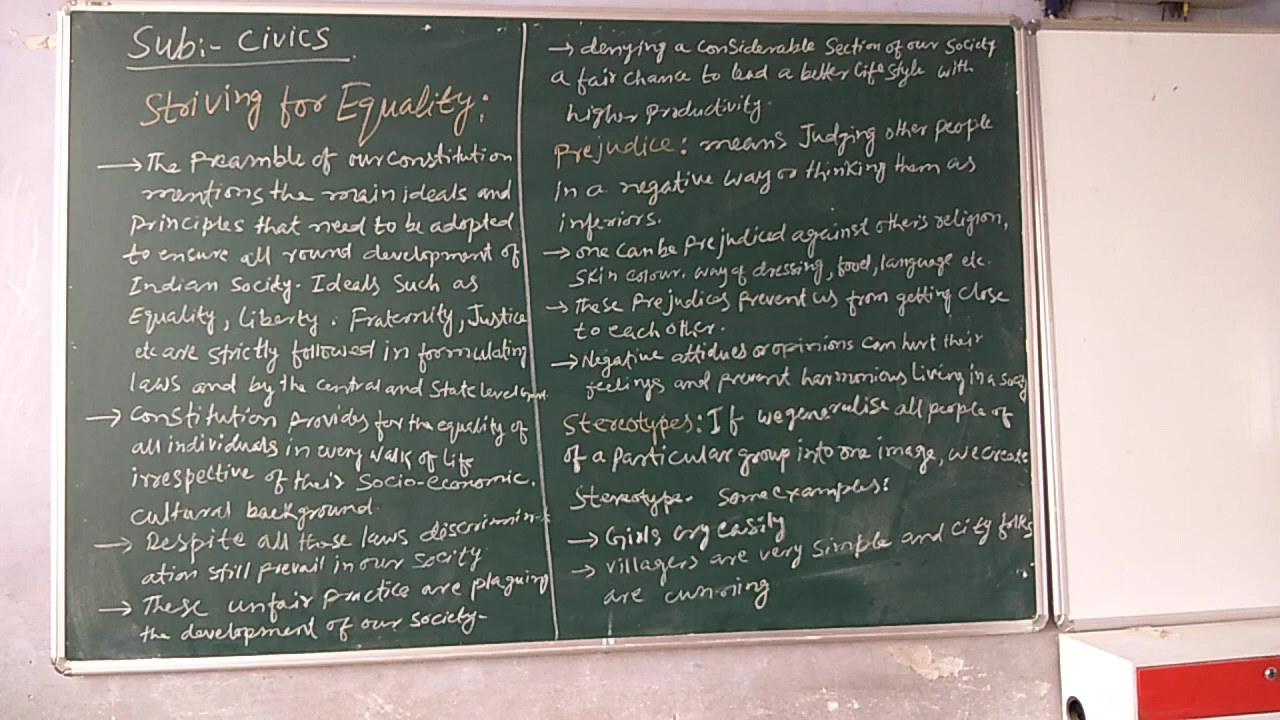 Sub:- Civics
Striving for Equality:
→ The Preamble of our constitution
mentions the main ideals and
principles that need to be adopted
to ensure all round development of
Indian Socity. Ideals such as
Equality, Liberty. Fraternity, Justice
etc are strictly followed in formulating
laws and by the central and State level
→ Constitution provides for the equality of
all individuals in every walk of life
irrespective of their Socio-economic.
cultural background.
→ Despite all those laws discrimin-
ation still prevail in our socity
→ These unfair practice are plaguing
the development of our society-
→ denying a considerable section of our society
a fair chance to lead a better life style with
higher productivity.
Prejudice: means Judging other people
in a negative way or thinking them as
inferiors.
→ one can be prejudiced against other's religion,
skin colour. way of dressing, food, language etc.
→ These prejudices prevent us from getting close
to each other.
→ Negative attidues or opinions can hurt their
feelings and prevent harmonious living in a socity
Stereotypes: If we generalise all people of
of a particular group into one image, we create
Stereotype. Some examples:
→ Girls cry easily
→ villagers are very simple and city folks
are cunning